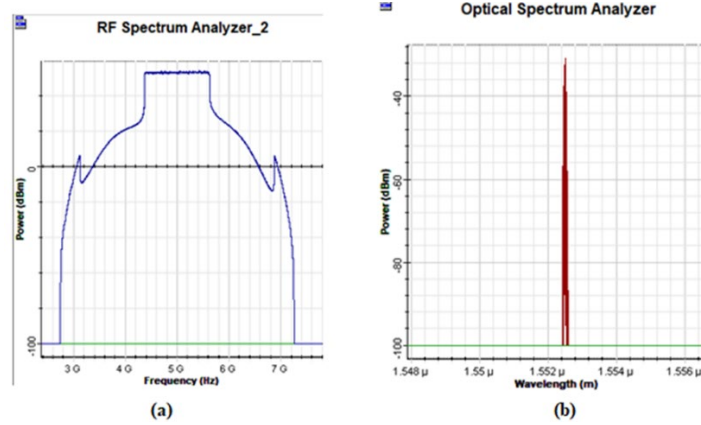 RF Spectrum Analyzer_2
Power (dBm)
0
-100
3 G 4 G 5 G 6 G 7 G
Frequency (Hz)
(a)
Optical Spectrum Analyzer
Power (dBm)
-40
-60
-80
-100
1.548 µ 1.55 µ 1.552 µ 1.554 µ 1.556 µ
Wavelength (m)
(b)